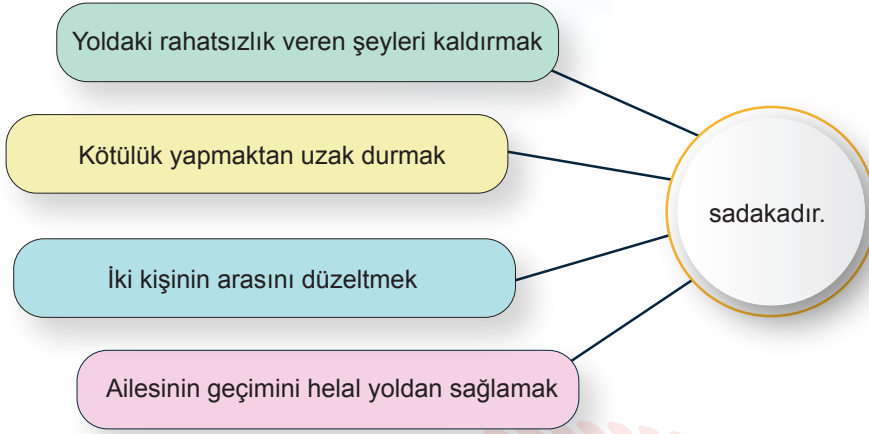 Yoldaki rahatsızlık veren şeyleri kaldırmak
Kötülük yapmaktan uzak durmak
sadakadır.
İki kişinin arasını düzeltmek
Ailesinin geçimini helal yoldan sağlamak